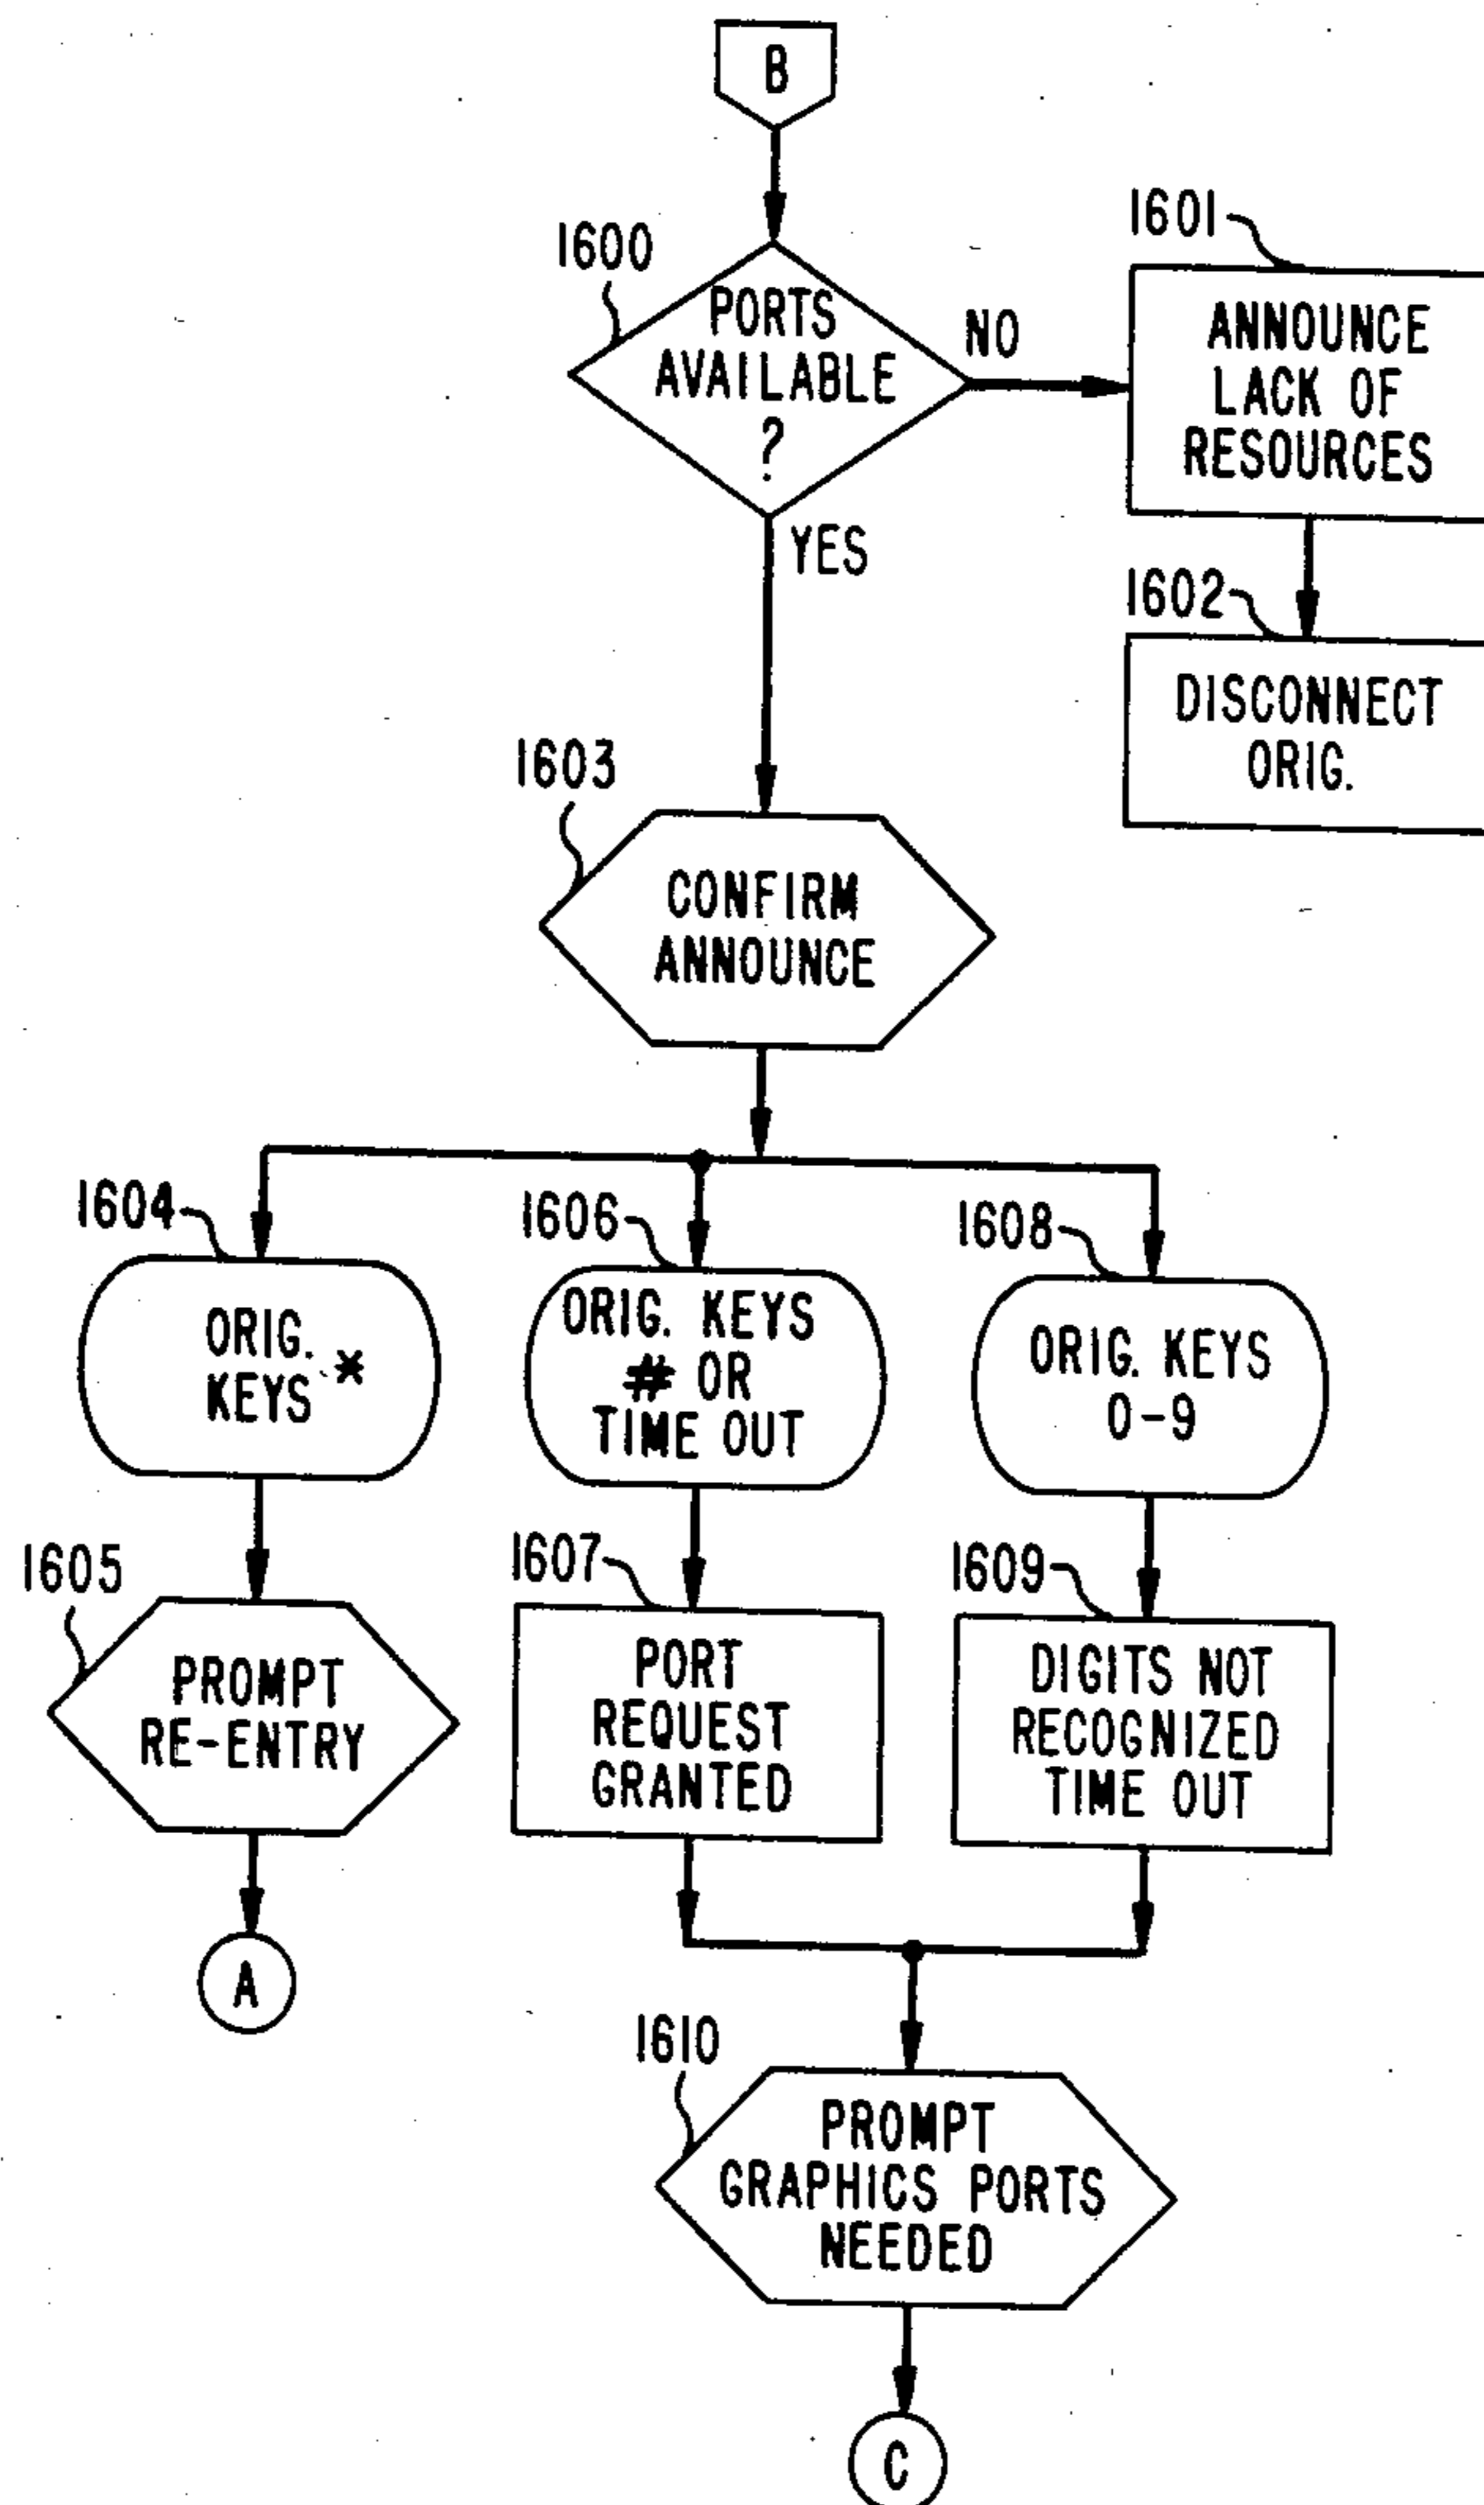 B
1600
PORTS
AVAILABLE
?
NO
YES
1601
ANNOUNCE
LACK OF
RESOURCES
1602
DISCONNECT
ORIG.
1603
CONFIRM
ANNOUNCE
1604
ORIG.
KEYS *
1606
ORIG. KEYS
# OR
TIME OUT
1608
ORIG. KEYS
0-9
1605
PROMPT
RE-ENTRY
1607
PORT
REQUEST
GRANTED
1609
DIGITS NOT
RECOGNIZED
TIME OUT
A
1610
PROMPT
GRAPHICS PORTS
NEEDED
C